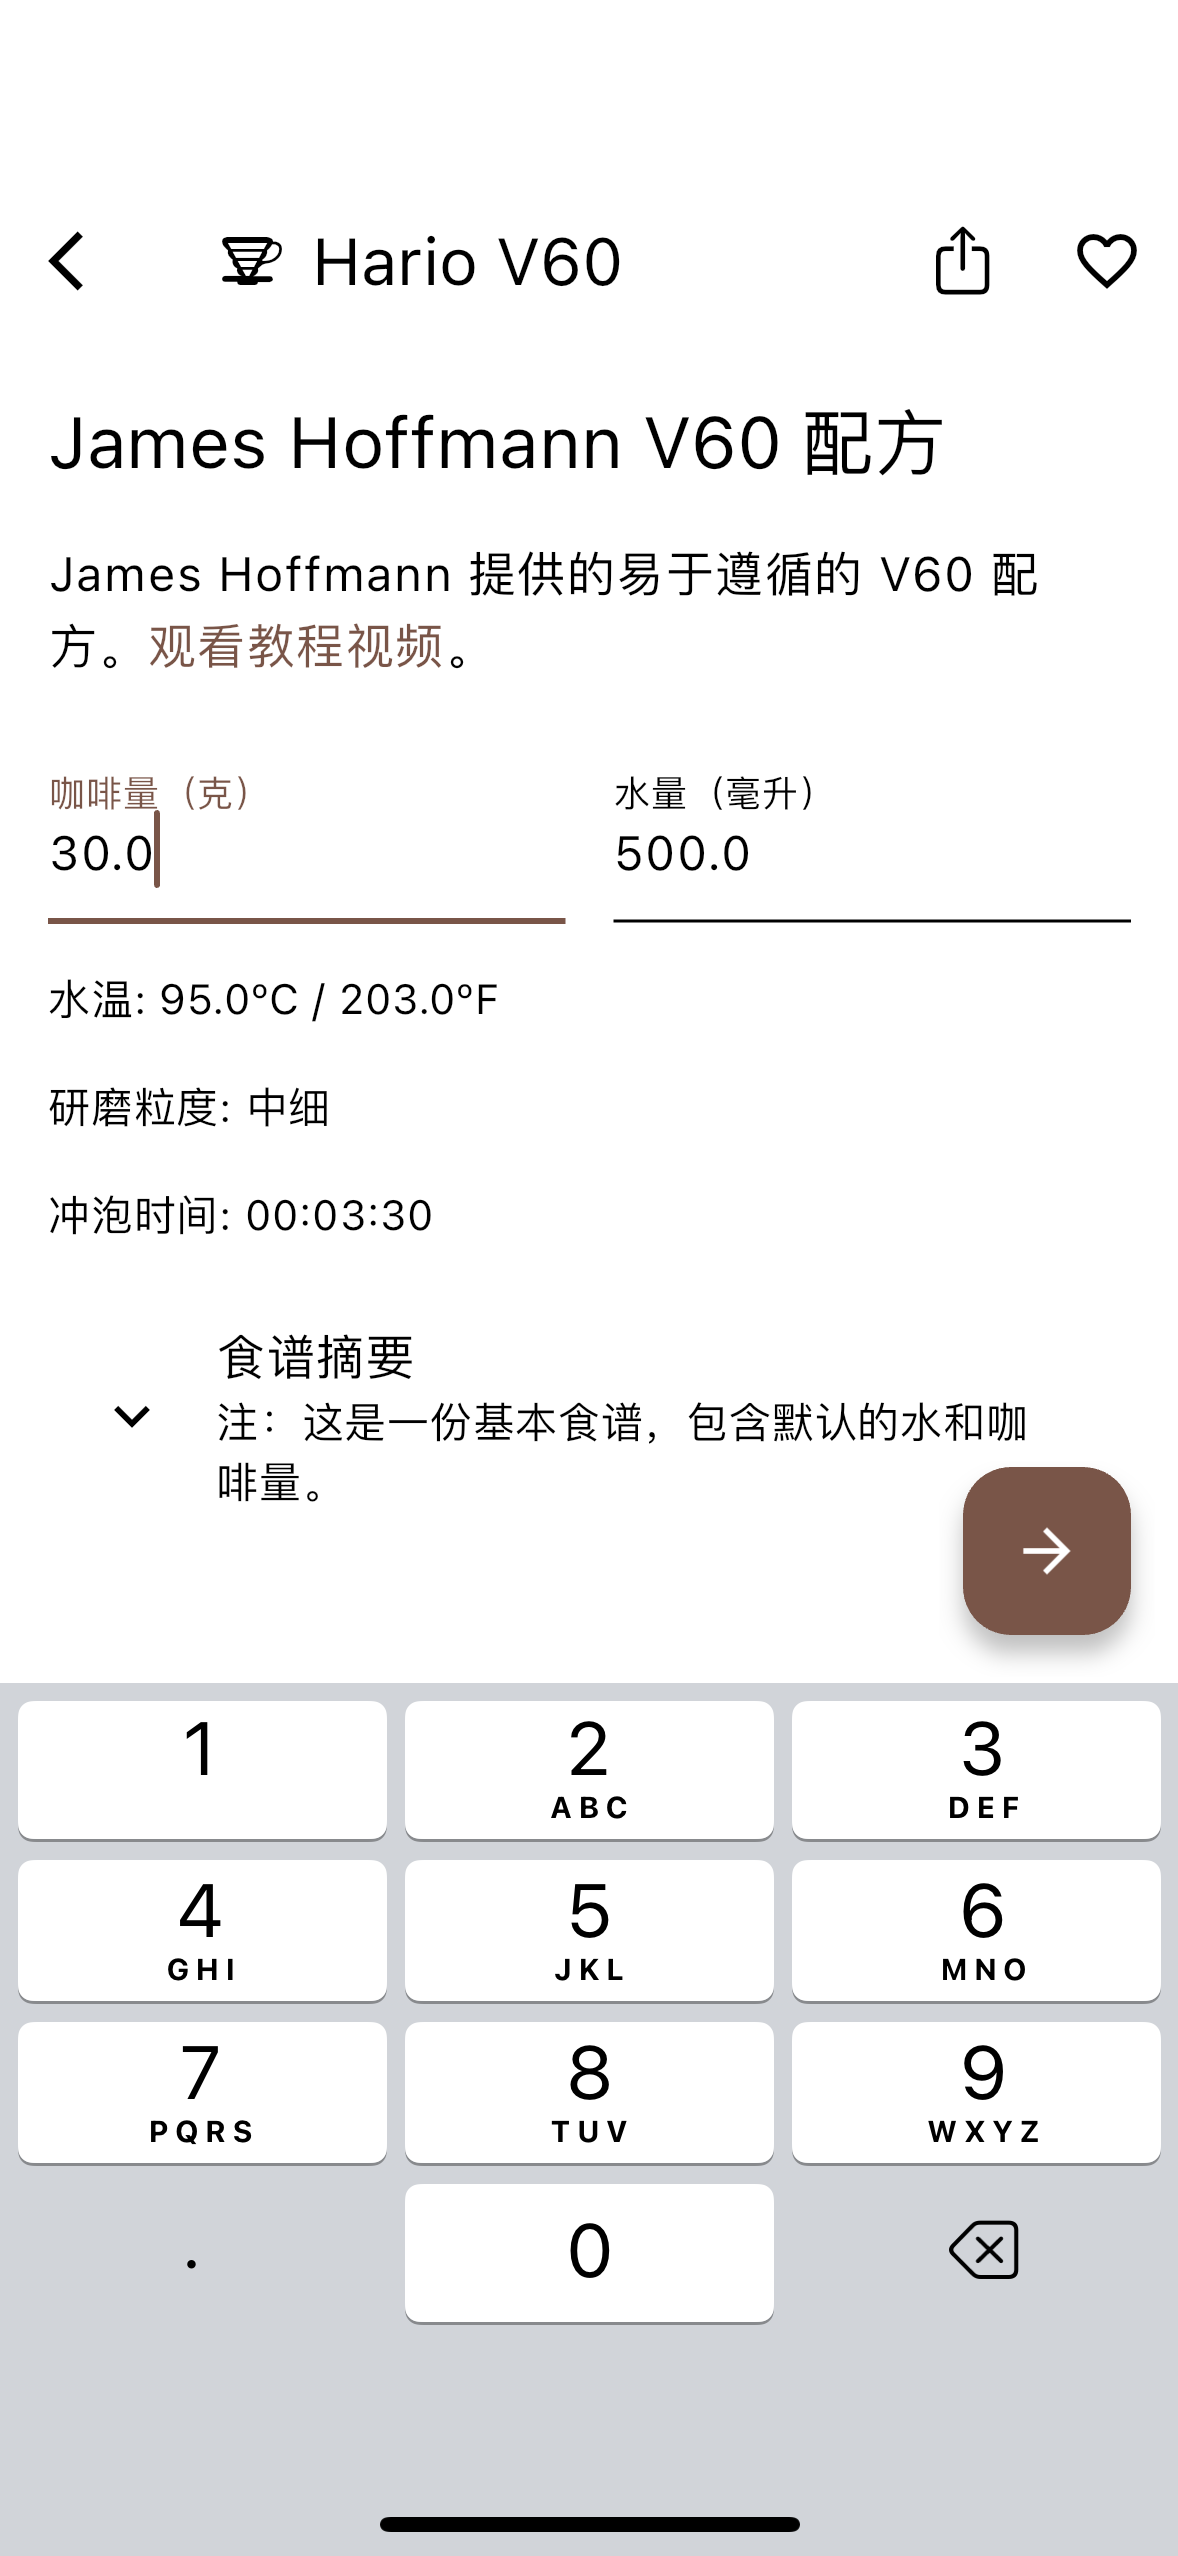 Hario V60
James Hoffmann V60 配方
James Hoffmann 提供的易于遵循的 V60 配
方。观看教程视频。
咖啡量（克）
30.0
水量（毫升）
500.0
水温: 95.0ºC / 203.0ºF
研磨粒度: 中细
冲泡时间: 00:03:30
食谱摘要
注：这是一份基本食谱，包含默认的水和咖
啡量。
1
2
ABC
3
DEF
4
GHI
5
JKL
6
MNO
7
PQRS
8
TUV
9
WXYZ
.
0